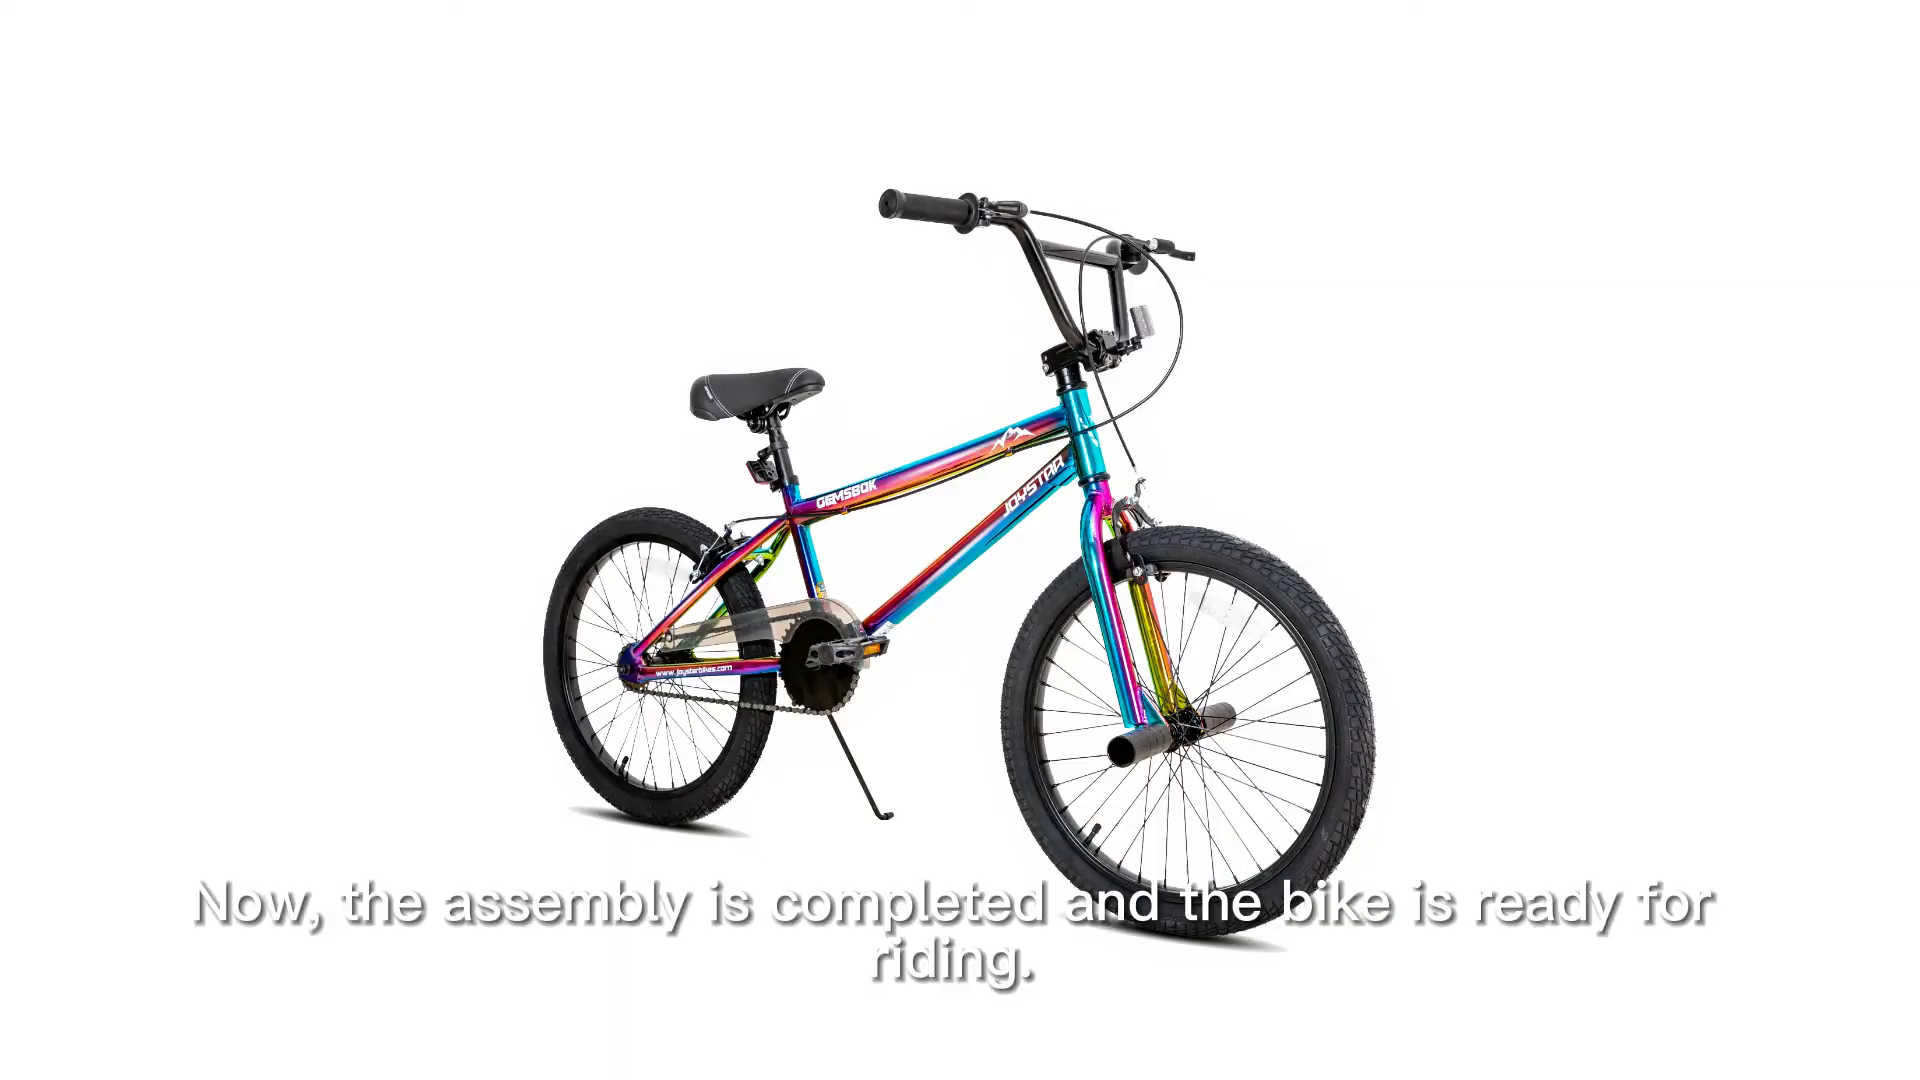 GEMSBOK
JOYSTAR
www.joystarbikes.com
Now, the assembly is completed and the bike is ready for
riding.